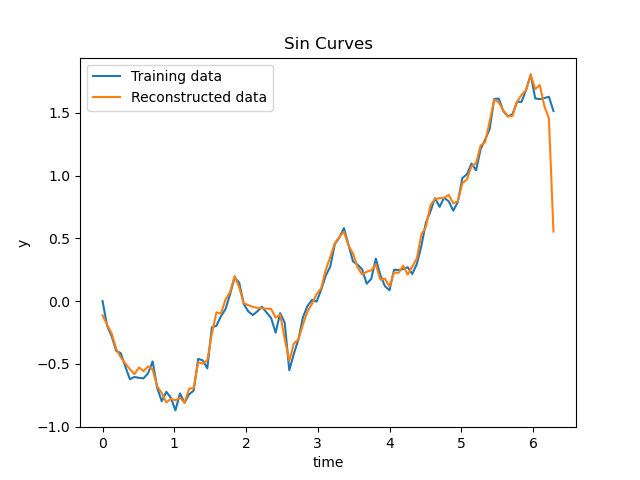 Sin Curves
Training data
Reconstructed data
1.5
1.0
0.5
0.0
−0.5
−1.0
y
0 1 2 3 4 5 6
time